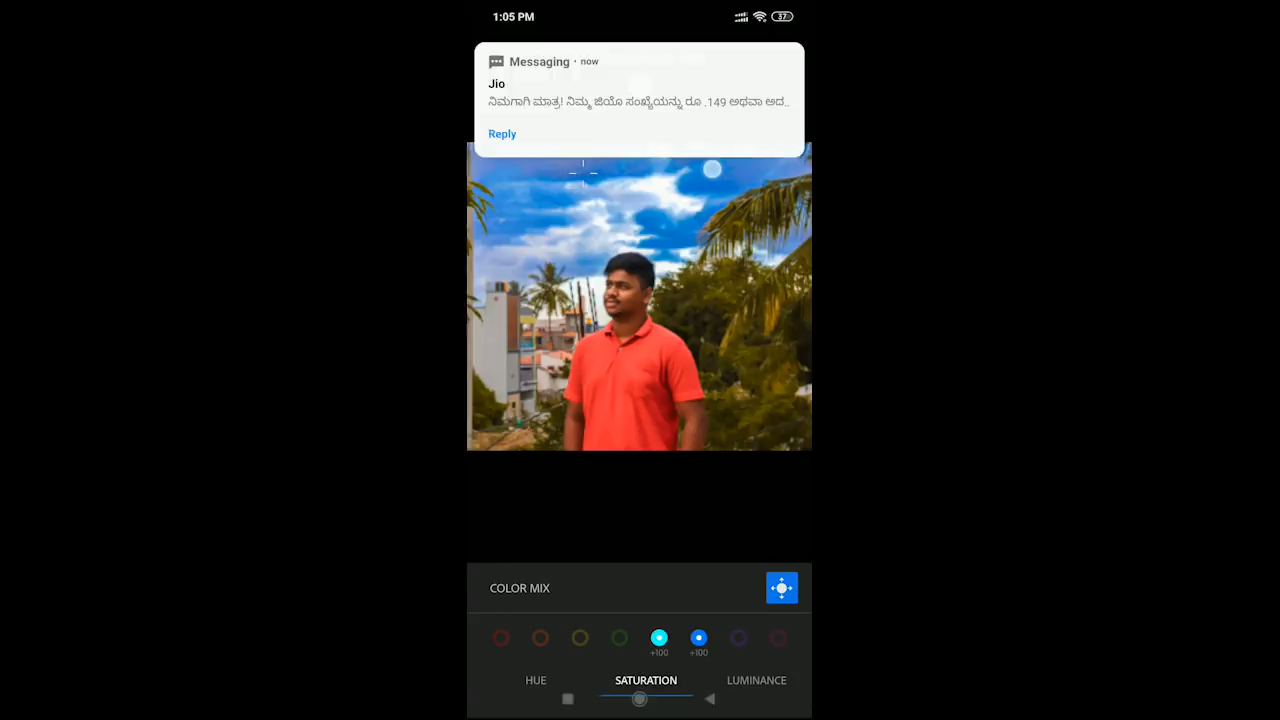 1:05 PM
37
Messaging · now
Jio
ನಿಮಗಾಗಿ ಮಾತ್ರ! ನಿಮ್ಮ ಜಿಯೊ ಸಂಖ್ಯೆಯನ್ನು ರೂ .149 ಅಥವಾ ಅದ..
Reply
COLOR MIX
+100 +100
HUE SATURATION LUMINANCE